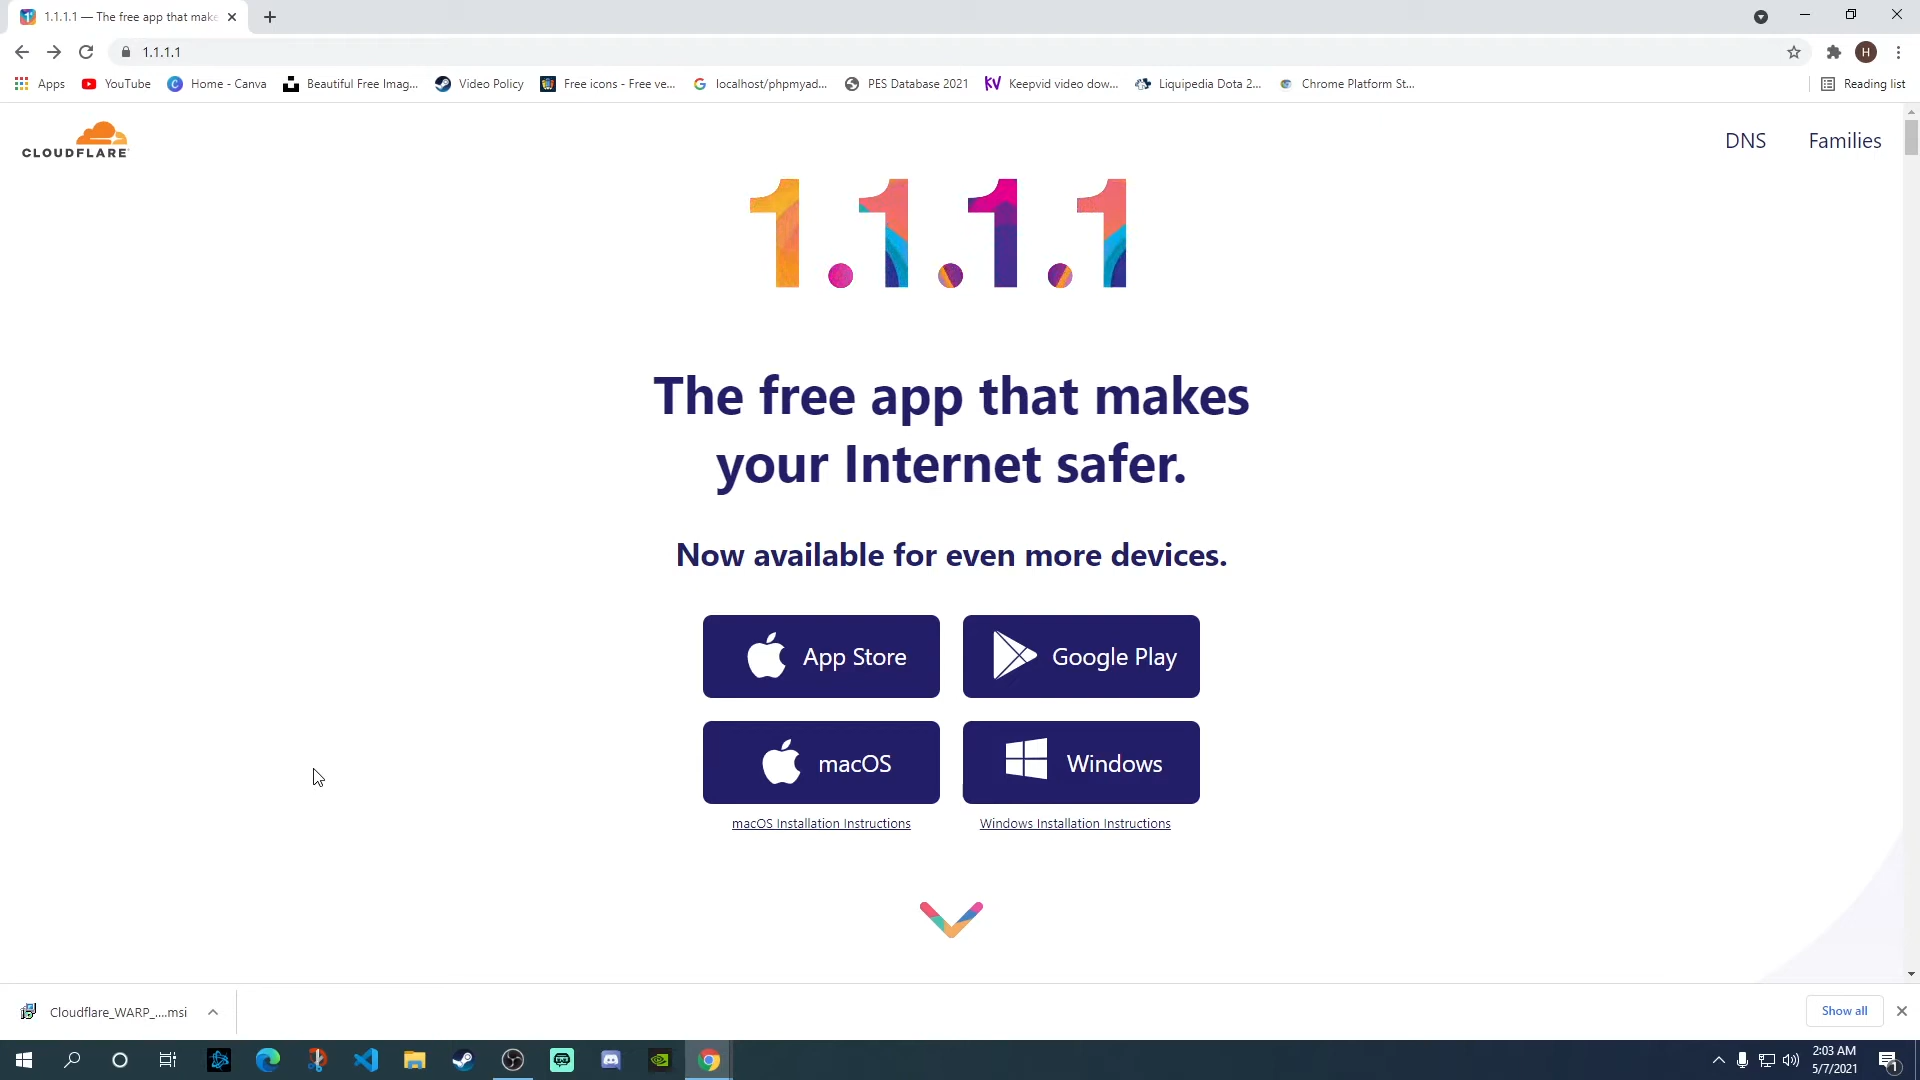 1.1.1.1 — The free app that make
1.1.1.1
H
Apps YouTube Home - Canva Beautiful Free Imag... Video Policy Free icons - Free ve... localhost/phpmyad... PES Database 2021 KV Keepvid video dow... Liquipedia Dota 2... Chrome Platform St... Reading list
CLOUDFLARE
DNS Families
1.1.1.1
The free app that makes
your Internet safer.
Now available for even more devices.
App Store Google Play
macOS Windows
macOS Installation Instructions Windows Installation Instructions
Cloudflare_WARP_....msi Show all
2:03 AM
5/7/2021
1